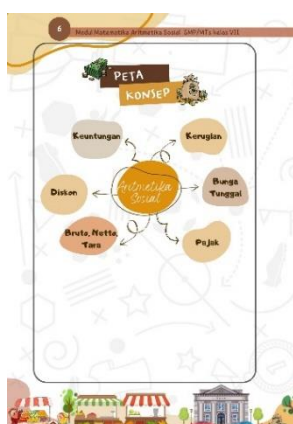 6 Modul Matematika Aritmetika Sosial SMP/MTs kelas VII
PETA
KONSEP
Keuntungan
Kerugian
Aritmetika
Sosial
Diskon
Bunga
Tunggal
Bruto, Netto,
Tara
Pajak